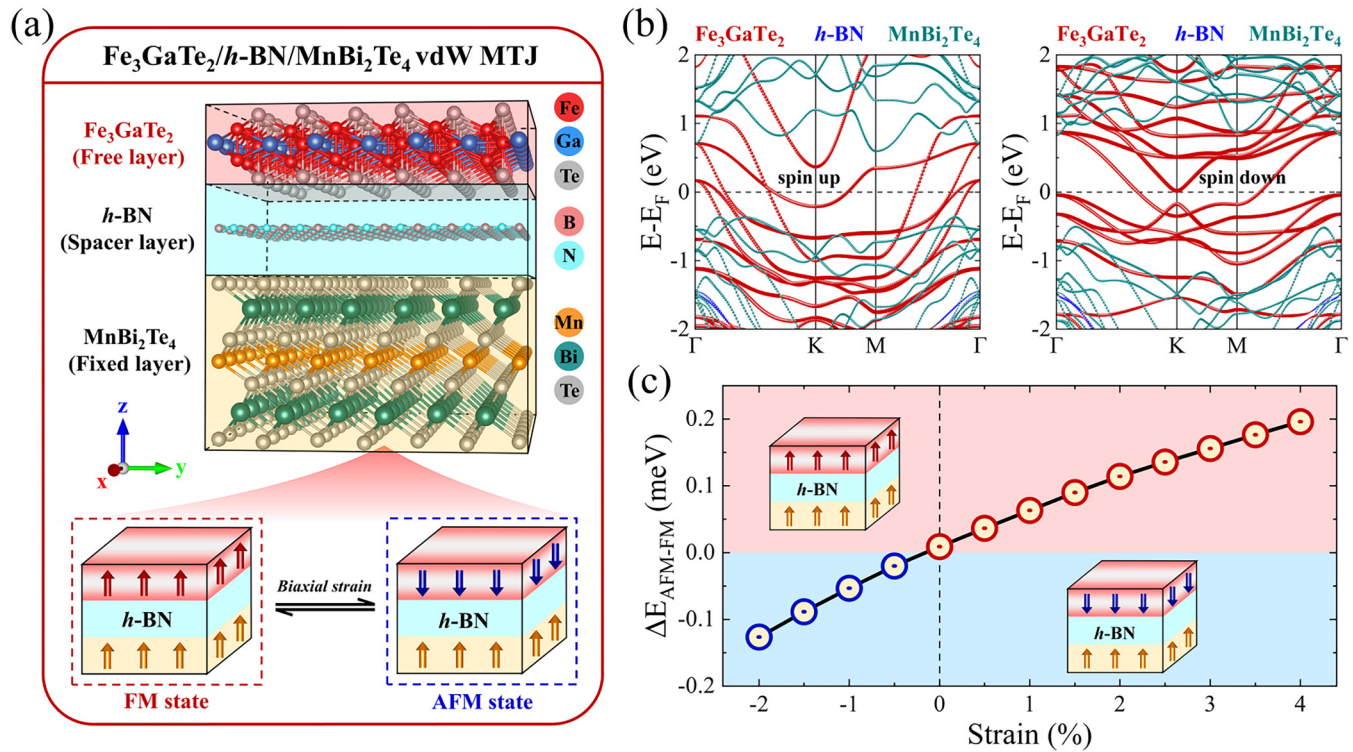 (a)
Fe₃GaTe₂/h-BN/MnBi₂Te₄ vdW MTJ
Fe₃GaTe₂
(Free layer)
h-BN
(Spacer layer)
MnBi₂Te₄
(Fixed layer)
Fe
Ga
Te
B
N
Mn
Bi
Te
z
y
x
h-BN
FM state
Biaxial strain
h-BN
AFM state
(b)
Fe₃GaTe₂ h-BN MnBi₂Te₄
E-E_F (eV)
2
1
0
-1
-2
spin up
Γ K M Γ
Fe₃GaTe₂ h-BN MnBi₂Te₄
E-E_F (eV)
2
1
0
-1
-2
spin down
Γ K M Γ
(c)
ΔE_AFM-FM (meV)
0.2
0.1
0.0
-0.1
-0.2
h-BN
h-BN
-2 -1 0 1 2 3 4
Strain (%)